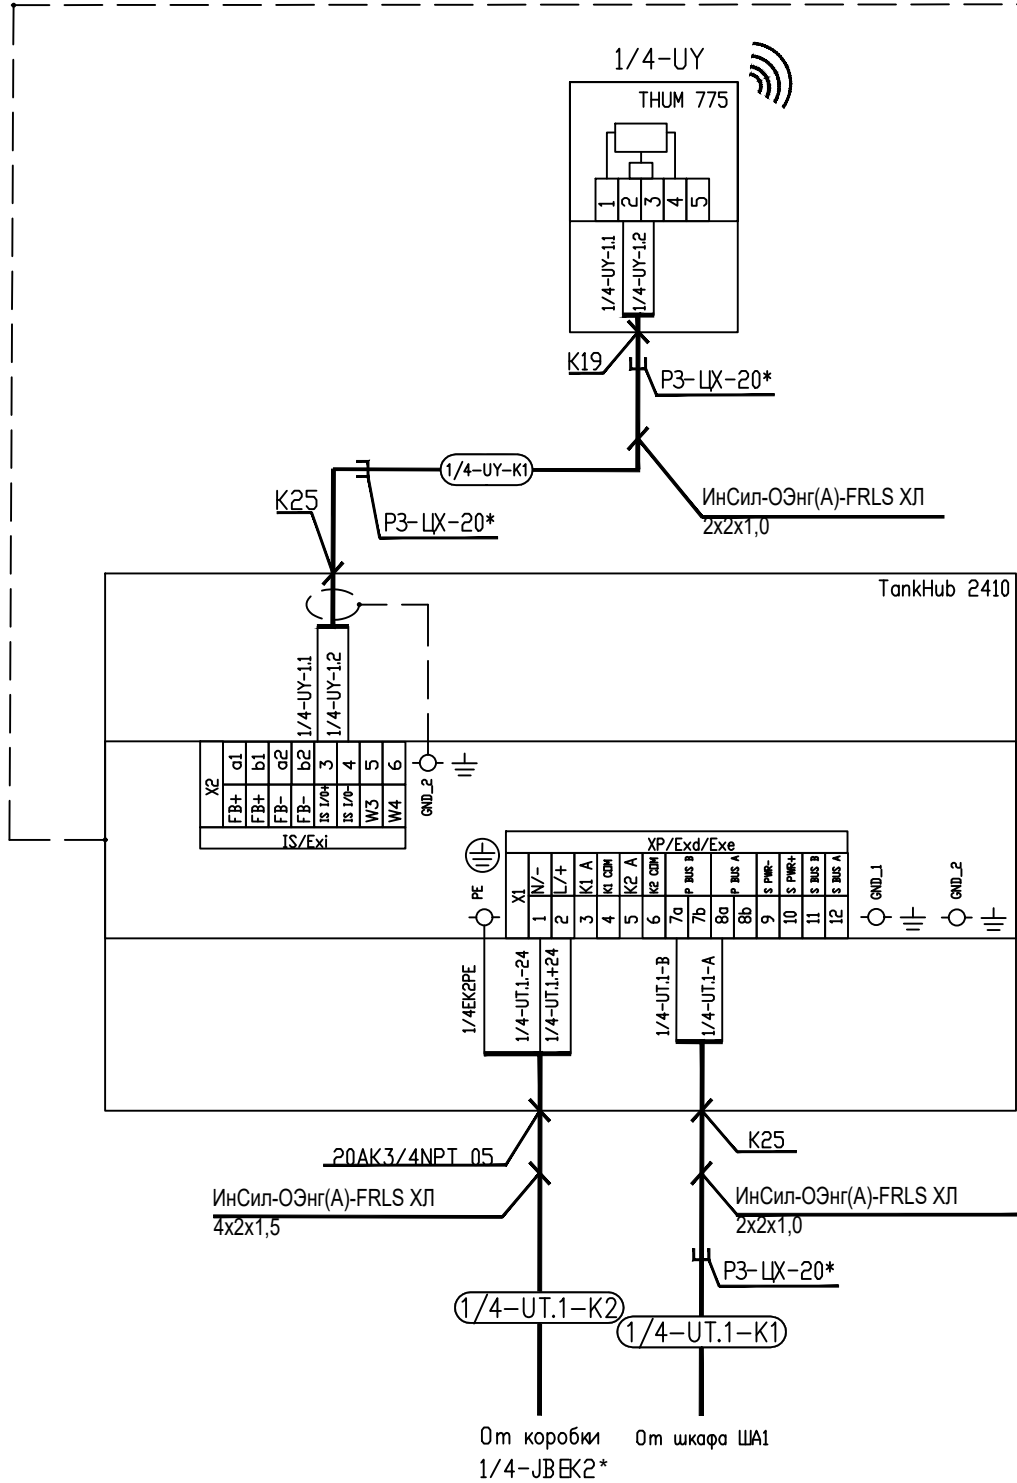 1/4-UY
THUM 775
1
2
3
4
5
1/4-UY-1.1
1/4-UY-1.2
K19
РЗ-ЦХ-20*
1/4-UY-K1
K25
РЗ-ЦХ-20*
ИнСил-ОЭнг(А)-FRLS ХЛ
2x2x1,0
TankHub 2410
1/4-UY-1.1
1/4-UY-1.2
X2
a1
b1
a2
b2
3
4
5
6
FB+
FB+
FB-
FB-
IS I/O+
IS I/O-
W3
W4
IS/Exi
GND_2
XP/Exd/Exe
PE
X1
N/-
L/+
K1 A
K1 COM
K2 A
K2 COM
P BUS B
P BUS A
S PWR-
S PWR+
S BUS B
S BUS A
1
2
3
4
5
6
7a
7b
8a
8b
9
10
11
12
GND_1
GND_2
1/4EK2PE
1/4-UT.1.-24
1/4-UT.1.+24
1/4-UT.1-B
1/4-UT.1-A
20AK3/4NPT 05
K25
ИнСил-ОЭнг(А)-FRLS ХЛ
4x2x1,5
ИнСил-ОЭнг(А)-FRLS ХЛ
2x2x1,0
РЗ-ЦХ-20*
1/4-UT.1-K2
1/4-UT.1-K1
От коробки
1/4-JBEK2*
От шкафа ША1